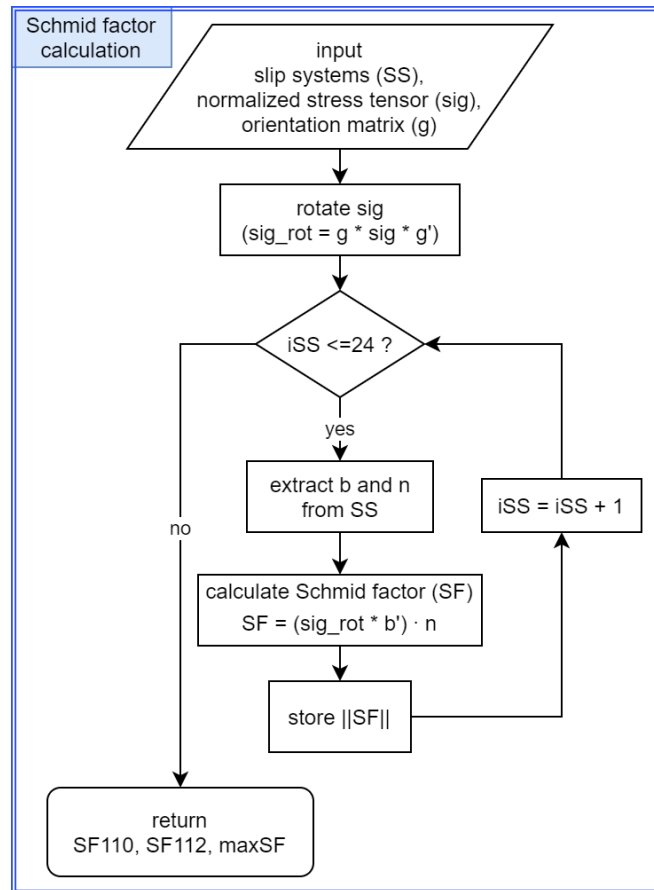 Schmid factor
calculation
input
slip systems (SS),
normalized stress tensor (sig),
orientation matrix (g)
rotate sig
(sig_rot = g * sig * g')
iSS <=24 ?
yes
no
extract b and n
from SS
iSS = iSS + 1
calculate Schmid factor (SF)
SF = (sig_rot * b') · n
store ||SF||
return
SF110, SF112, maxSF